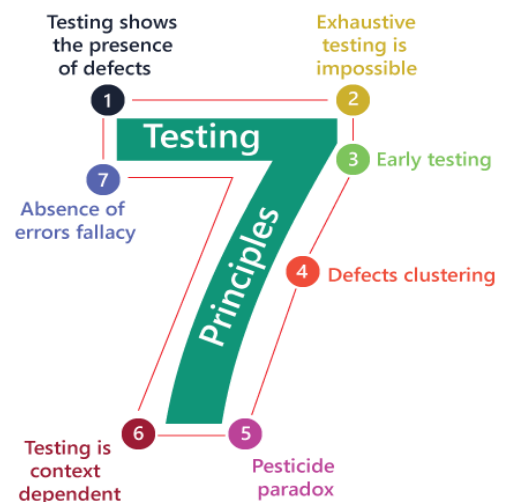 Testing shows
the presence
of defects
1
Exhaustive
testing is
impossible
2
Testing
3
Early testing
7
Absence of
errors fallacy
Principles
4
Defects clustering
6
Testing is
context
dependent
5
Pesticide
paradox